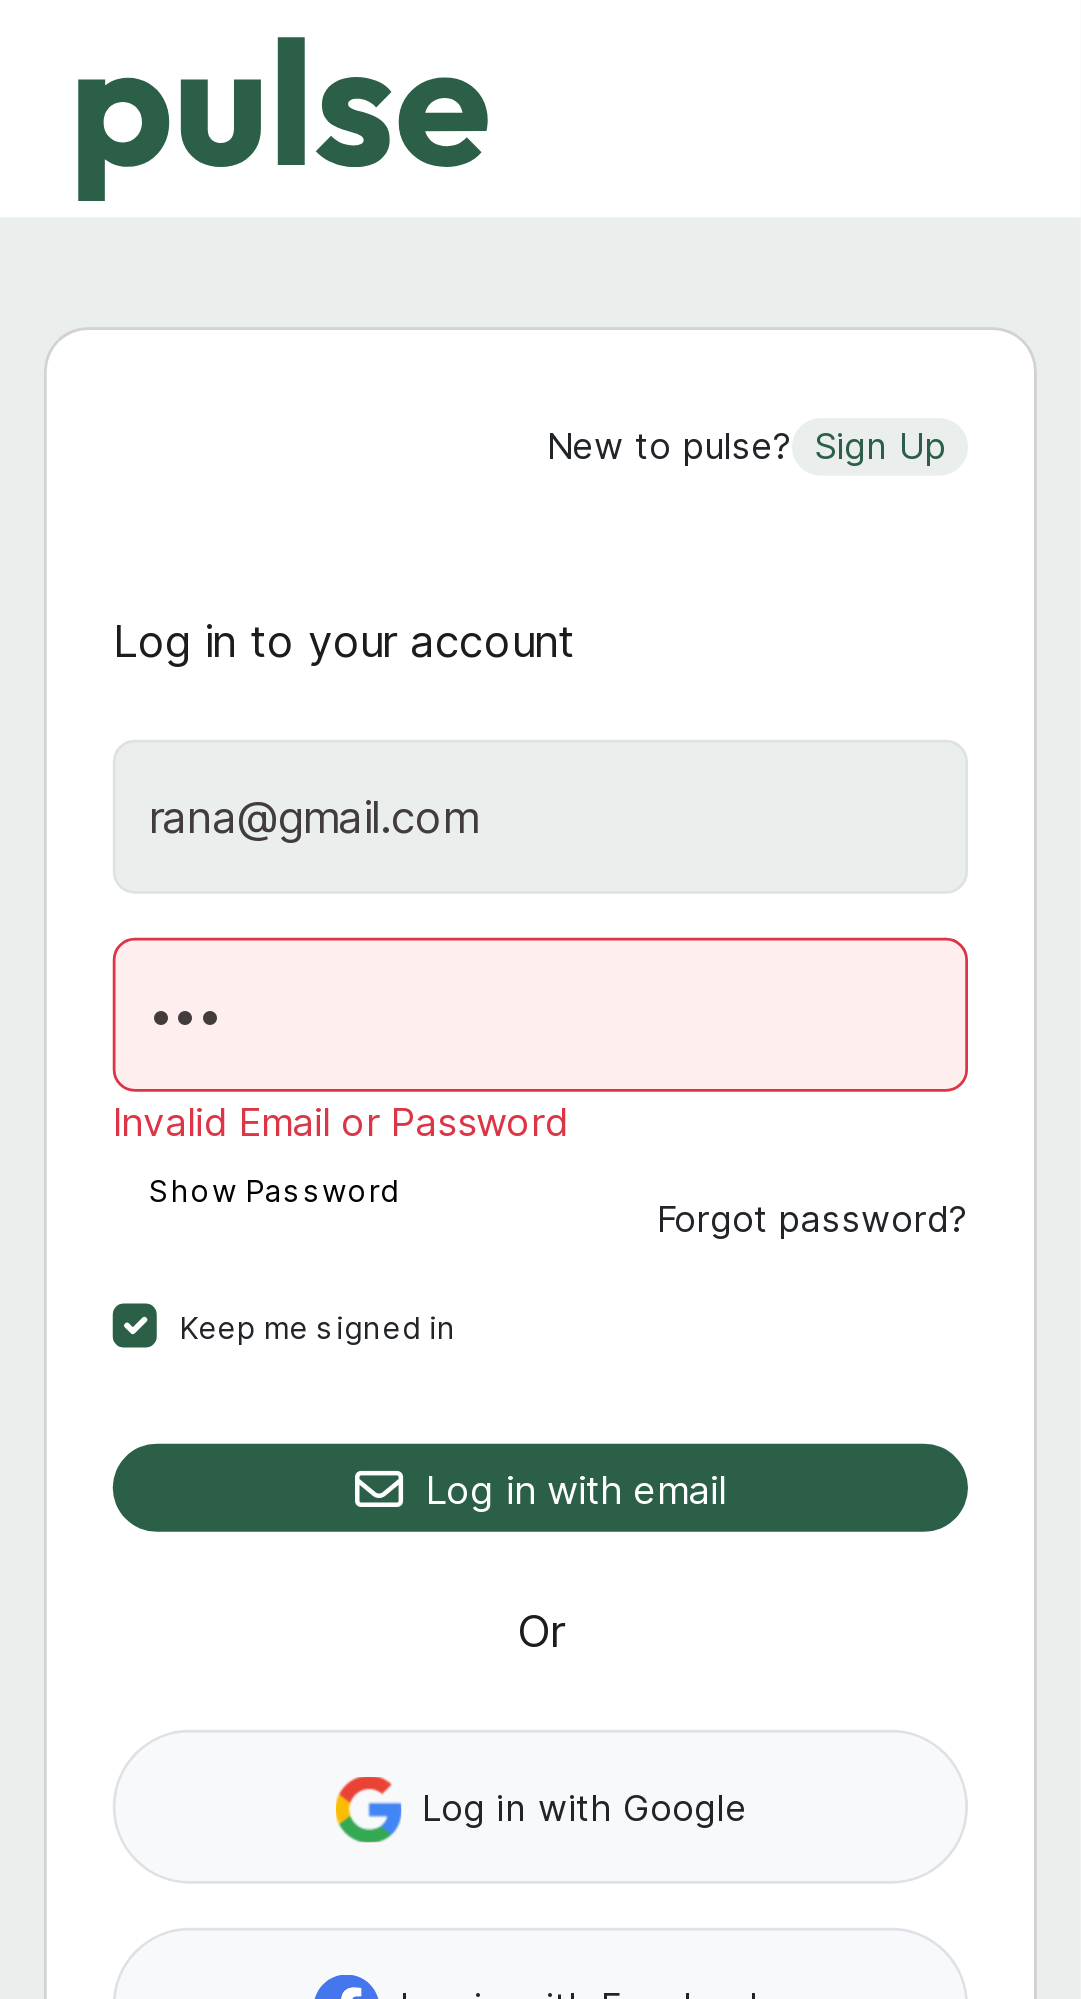 pulse
New to pulse? Sign Up
Log in to your account
rana@gmail.com
•••
Invalid Email or Password
Show Password
Forgot password?
Keep me signed in
Log in with email
Or
Log in with Google